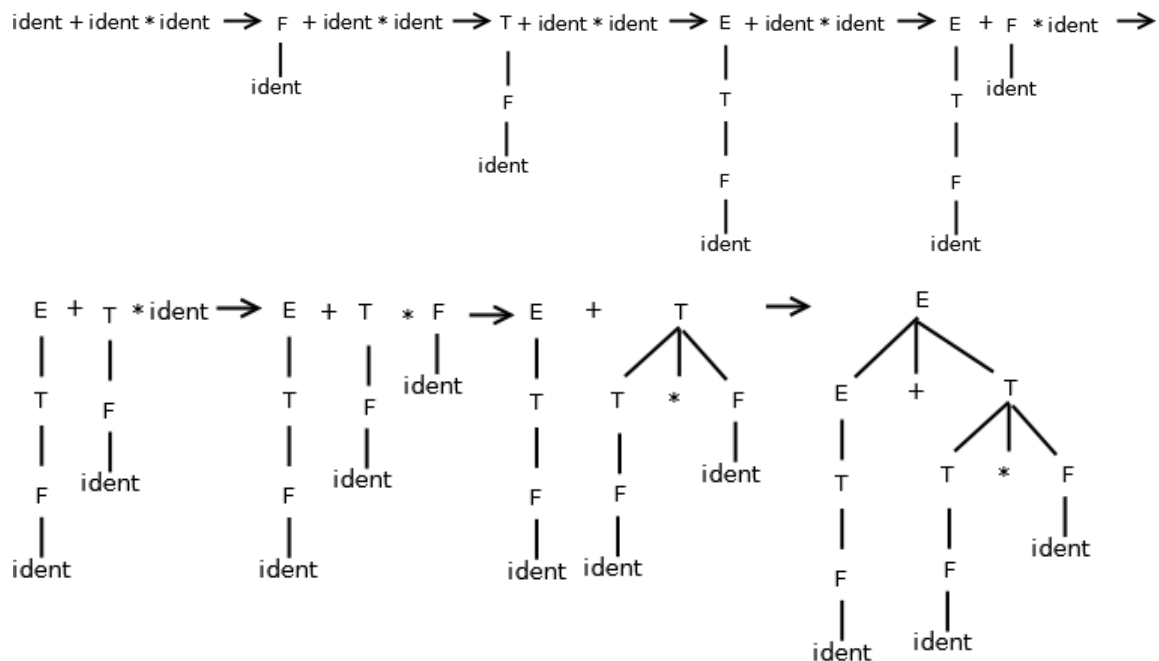 ident + ident * ident → F + ident * ident → T + ident * ident → E + ident * ident → E + F * ident →
ident T T ident
F
ident F F
ident ident
E + T * ident → E + T * F → E + T → E
T F T F ident T T * F E + T
F ident F ident F F ident T T * F
ident ident ident ident F F ident
ident ident